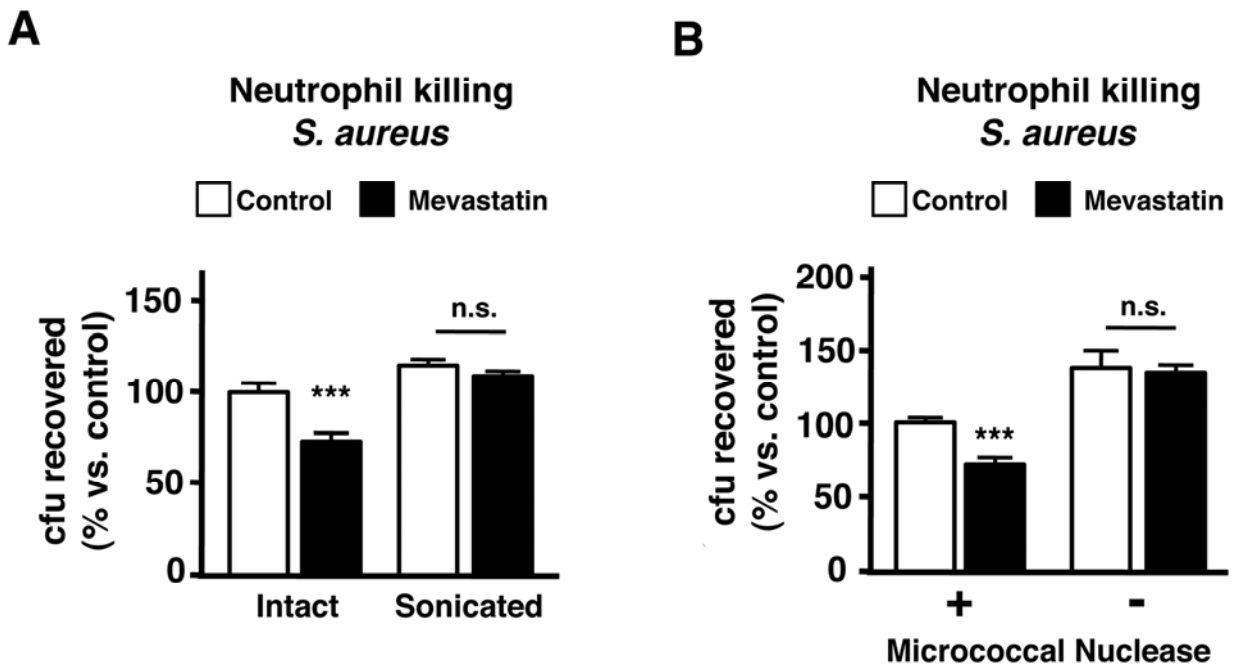 A
Neutrophil killing
S. aureus
Control Mevastatin
cfu recovered
(% vs. control)
150
100
50
0
***
n.s.
Intact Sonicated
B
Neutrophil killing
S. aureus
Control Mevastatin
cfu recovered
(% vs. control)
200
150
100
50
0
***
n.s.
+ -
Micrococcal Nuclease